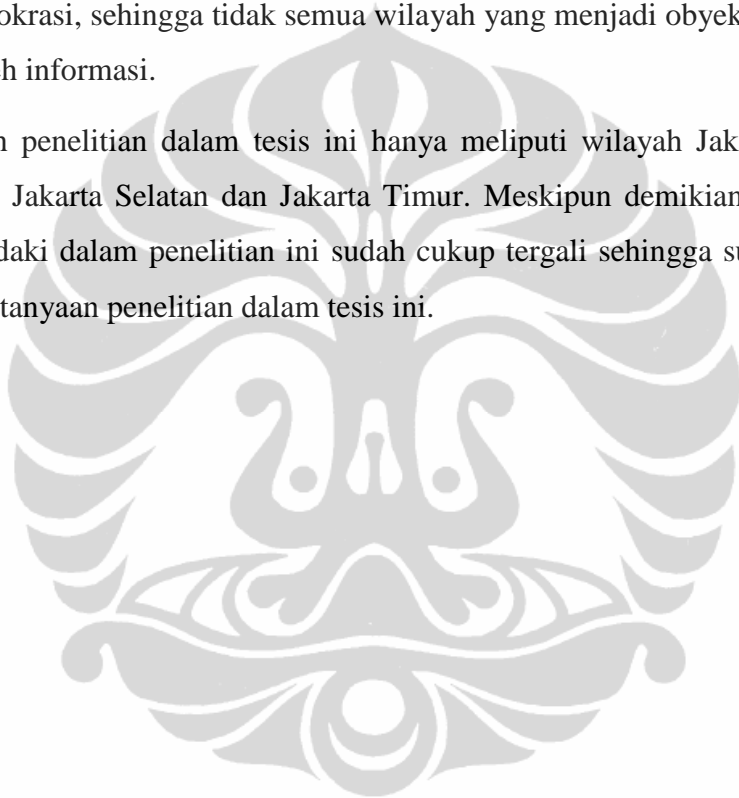 okrasi, sehingga tidak semua wilayah yang menjadi obyek
h informasi.
penelitian dalam tesis ini hanya meliputi wilayah Jak
Jakarta Selatan dan Jakarta Timur. Meskipun demikian
daki dalam penelitian ini sudah cukup tergali sehingga su
tanyaan penelitian dalam tesis ini.